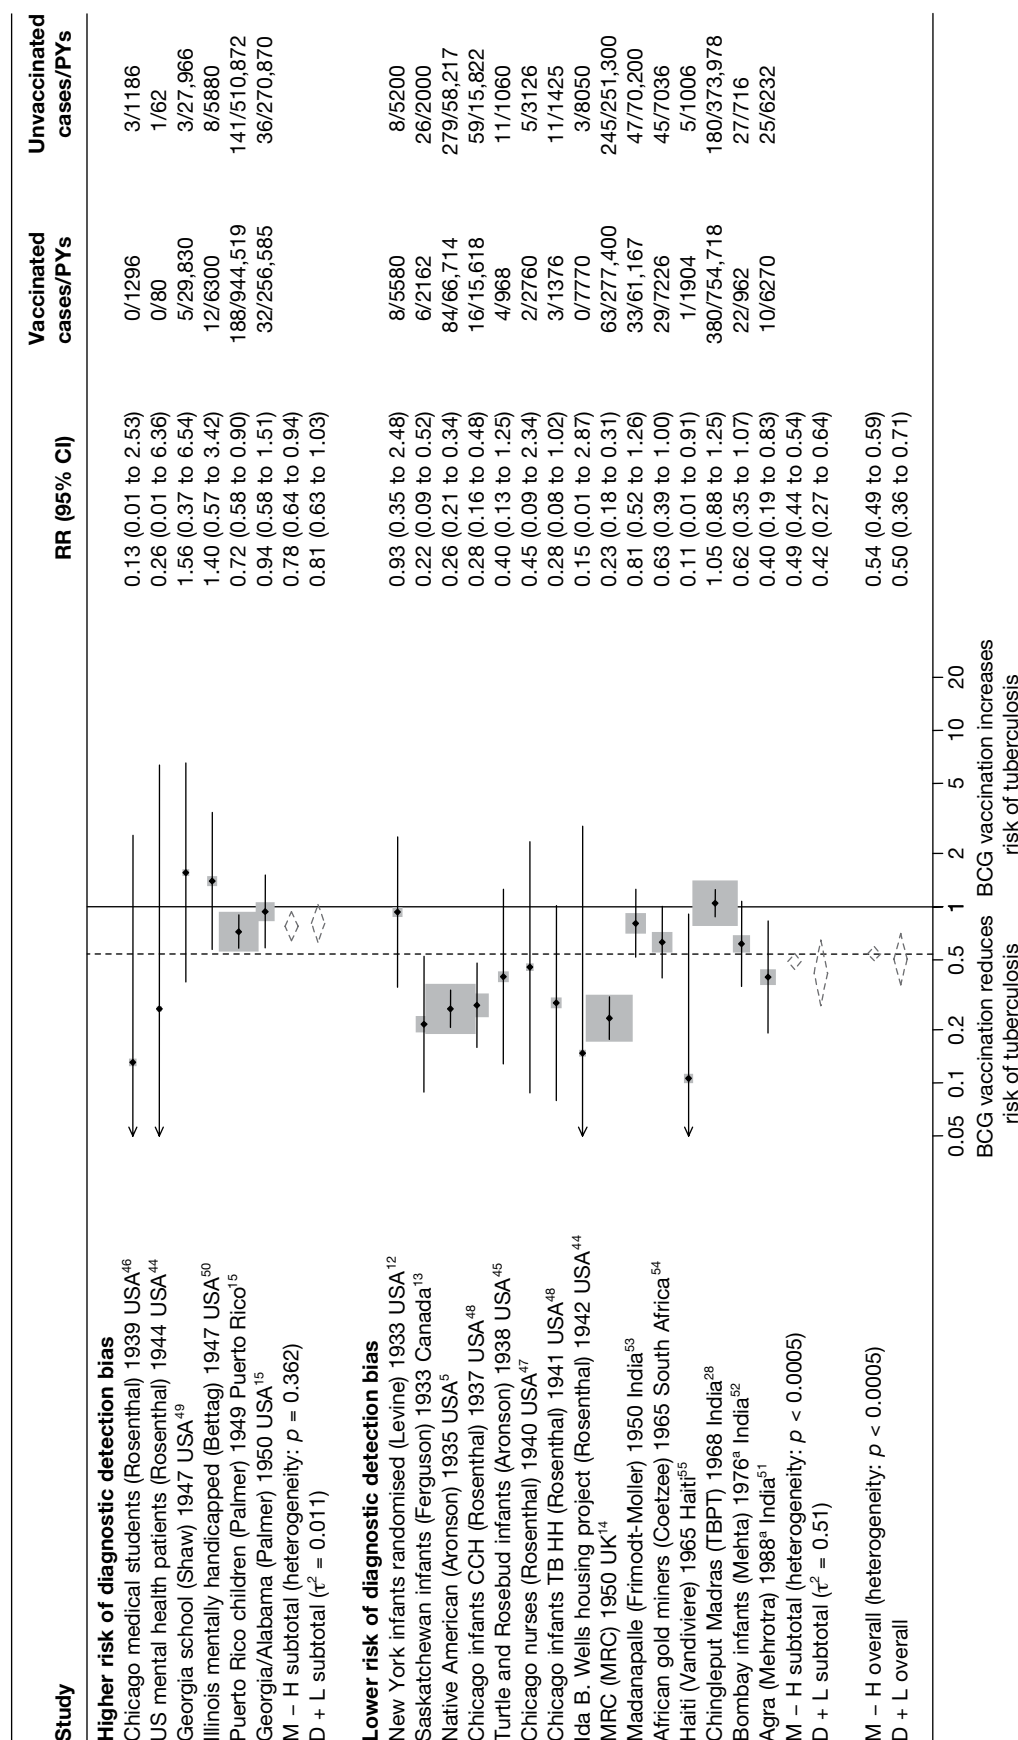 Study RR (95% CI) Vaccinated cases/PYs Unvaccinated cases/PYs
Higher risk of diagnostic detection bias
Chicago medical students (Rosenthal) 1939 USA46 0.13 (0.01 to 2.53) 0/1296 3/1186
US mental health patients (Rosenthal) 1944 USA44 0.26 (0.01 to 6.36) 0/80 1/62
Georgia school (Shaw) 1947 USA49 1.56 (0.37 to 6.54) 5/29,830 3/27,966
Illinois mentally handicapped (Bettag) 1947 USA50 1.40 (0.57 to 3.42) 12/6300 8/5880
Puerto Rico children (Palmer) 1949 Puerto Rico15 0.72 (0.58 to 0.90) 188/944,519 141/510,872
Georgia/Alabama (Palmer) 1950 USA15 0.94 (0.58 to 1.51) 32/256,585 36/270,870
M – H subtotal (heterogeneity: p = 0.362) 0.78 (0.64 to 0.94)
D + L subtotal (τ2 = 0.011) 0.81 (0.63 to 1.03)
Lower risk of diagnostic detection bias
New York infants randomised (Levine) 1933 USA12 0.93 (0.35 to 2.48) 8/5580 8/5200
Saskatchewan infants (Ferguson) 1933 Canada13 0.22 (0.09 to 0.52) 6/2162 26/2000
Native American (Aronson) 1935 USA5 0.26 (0.21 to 0.34) 84/66,714 279/58,217
Chicago infants CCH (Rosenthal) 1937 USA48 0.28 (0.16 to 0.48) 16/15,618 59/15,822
Turtle and Rosebud infants (Aronson) 1938 USA45 0.40 (0.13 to 1.25) 4/968 11/1060
Chicago nurses (Rosenthal) 1940 USA47 0.45 (0.09 to 2.34) 2/2760 5/3126
Chicago infants TB HH (Rosenthal) 1941 USA48 0.28 (0.08 to 1.02) 3/1376 11/1425
Ida B. Wells housing project (Rosenthal) 1942 USA44 0.15 (0.01 to 2.87) 0/7770 3/8050
MRC (MRC) 1950 UK14 0.23 (0.18 to 0.31) 63/277,400 245/251,300
Madanapalle (Frimodt-Moller) 1950 India53 0.81 (0.52 to 1.26) 33/61,167 47/70,200
African gold miners (Coetzee) 1965 South Africa54 0.63 (0.39 to 1.00) 29/7226 45/7036
Haiti (Vandiviere) 1965 Haiti55 0.11 (0.01 to 0.91) 1/1904 5/1006
Chingleput Madras (TBPT) 1968 India28 1.05 (0.88 to 1.25) 380/754,718 180/373,978
Bombay infants (Mehta) 1976a India52 0.62 (0.35 to 1.07) 22/962 27/716
Agra (Mehrotra) 1988a India51 0.40 (0.19 to 0.83) 10/6270 25/6232
M – H subtotal (heterogeneity: p < 0.0005) 0.49 (0.44 to 0.54)
D + L subtotal (τ2 = 0.51) 0.42 (0.27 to 0.64)
M – H overall (heterogeneity: p < 0.0005) 0.54 (0.49 to 0.59)
D + L overall 0.50 (0.36 to 0.71)
0.05 0.1 0.2 0.5 1 2 5 10 20
BCG vaccination reduces BCG vaccination increases
risk of tuberculosis risk of tuberculosis